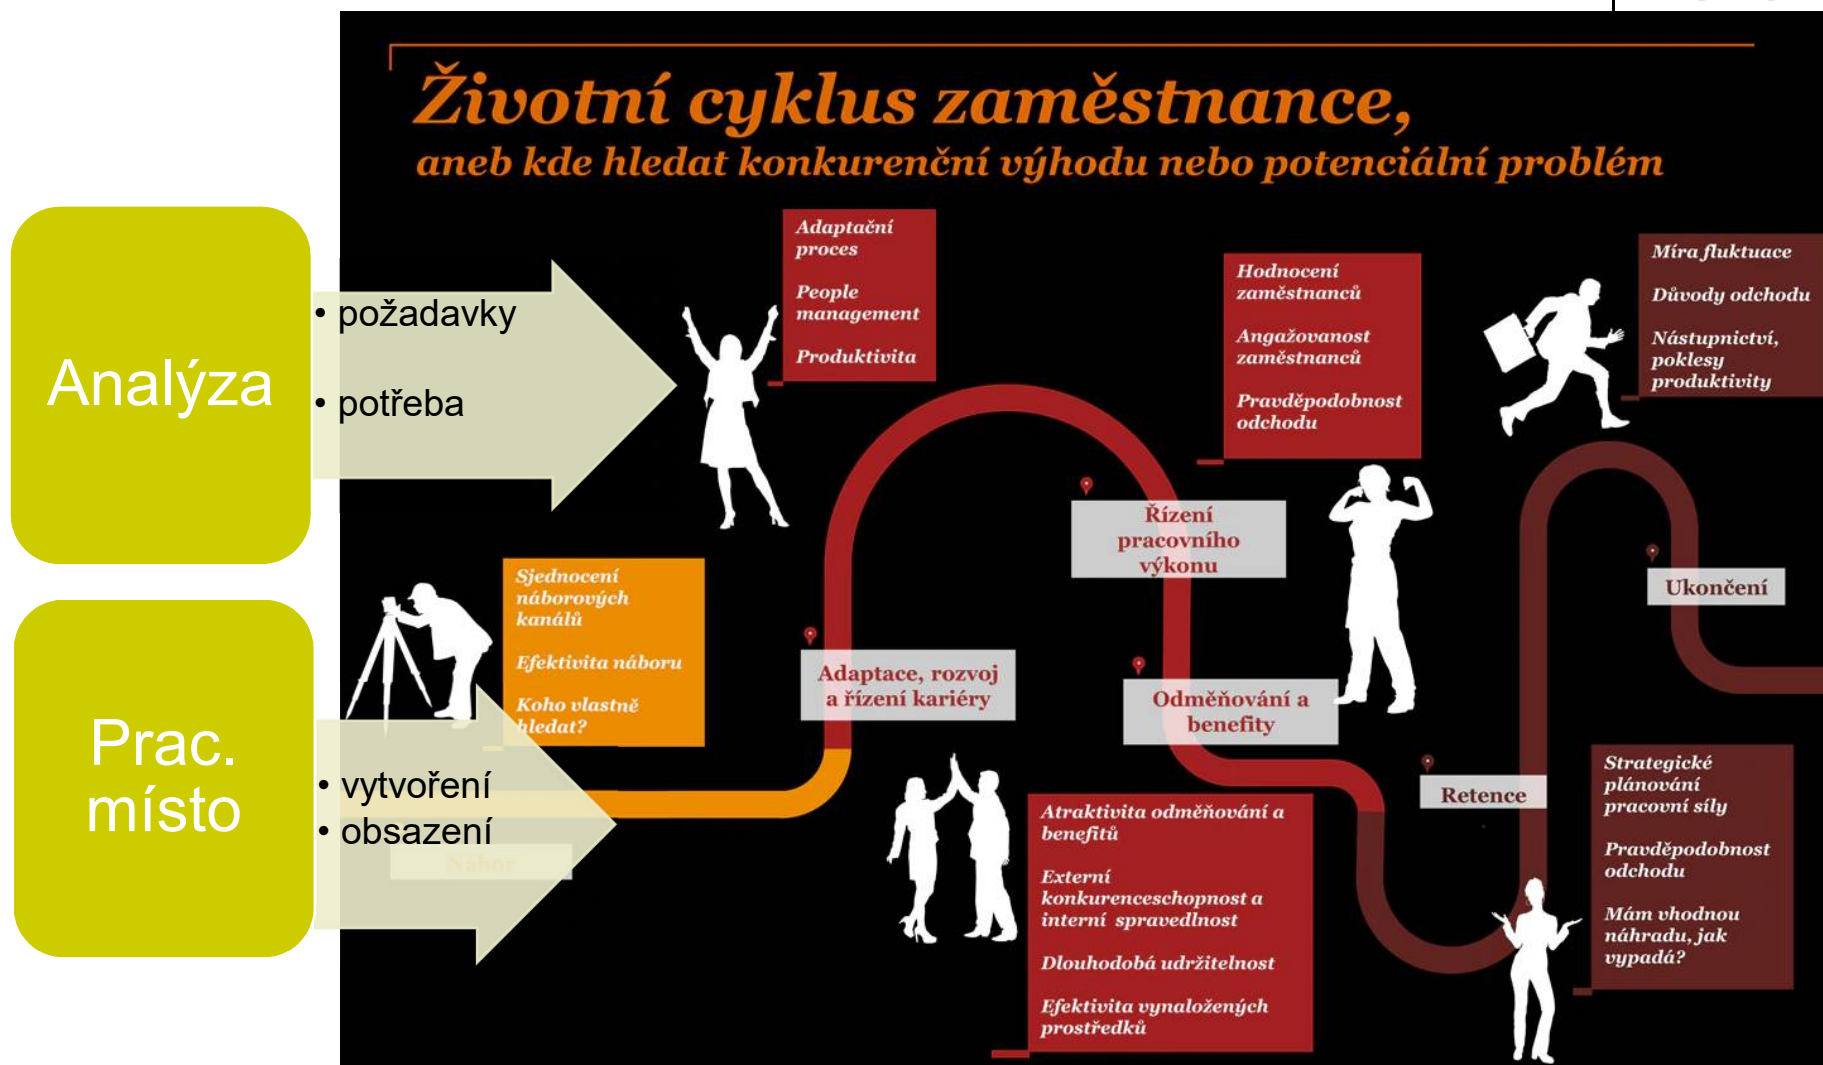 Životní cyklus zaměstnance,
aneb kde hledat konkurenční výhodu nebo potenciální problém
Analýza
• požadavky
• potřeba
Prac.
místo
• vytvoření
• obsazení
Sjednocení
náborových
kanálů
Efektivita náboru
Koho vlastně
hledat?
Nábor
Adaptační
proces
People
management
Produktivita
Adaptace, rozvoj
a řízení kariéry
Hodnocení
zaměstnanců
Angažovanost
zaměstnanců
Pravděpodobnost
odchodu
Řízení
pracovního
výkonu
Odměňování a
benefity
Atraktivita odměňování a
benefitů
Externí
konkurenceschopnost a
interní spravedlnost
Dlouhodobá udržitelnost
Efektivita vynaložených
prostředků
Retence
Strategické
plánování
pracovní síly
Pravděpodobnost
odchodu
Mám vhodnou
náhradu, jak
vypadá?
Míra fluktuace
Důvody odchodu
Nástupnictví,
poklesy
produktivity
Ukončení